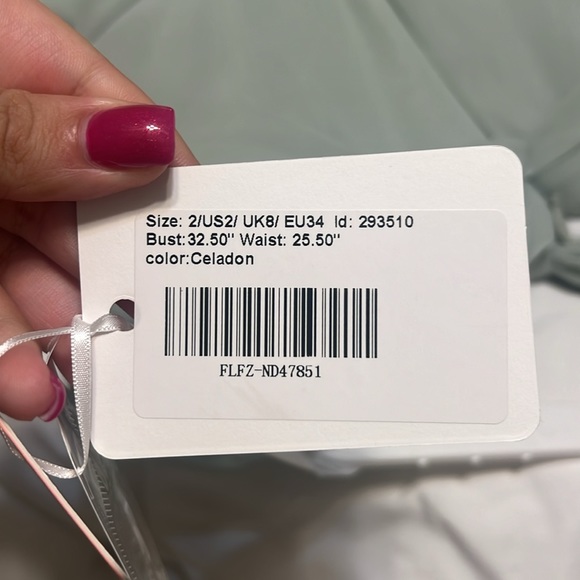 Size: 2/US2/ UK8/ EU34 Id: 293510
Bust:32.50" Waist: 25.50"
color:Celadon
FLFZ-ND47851